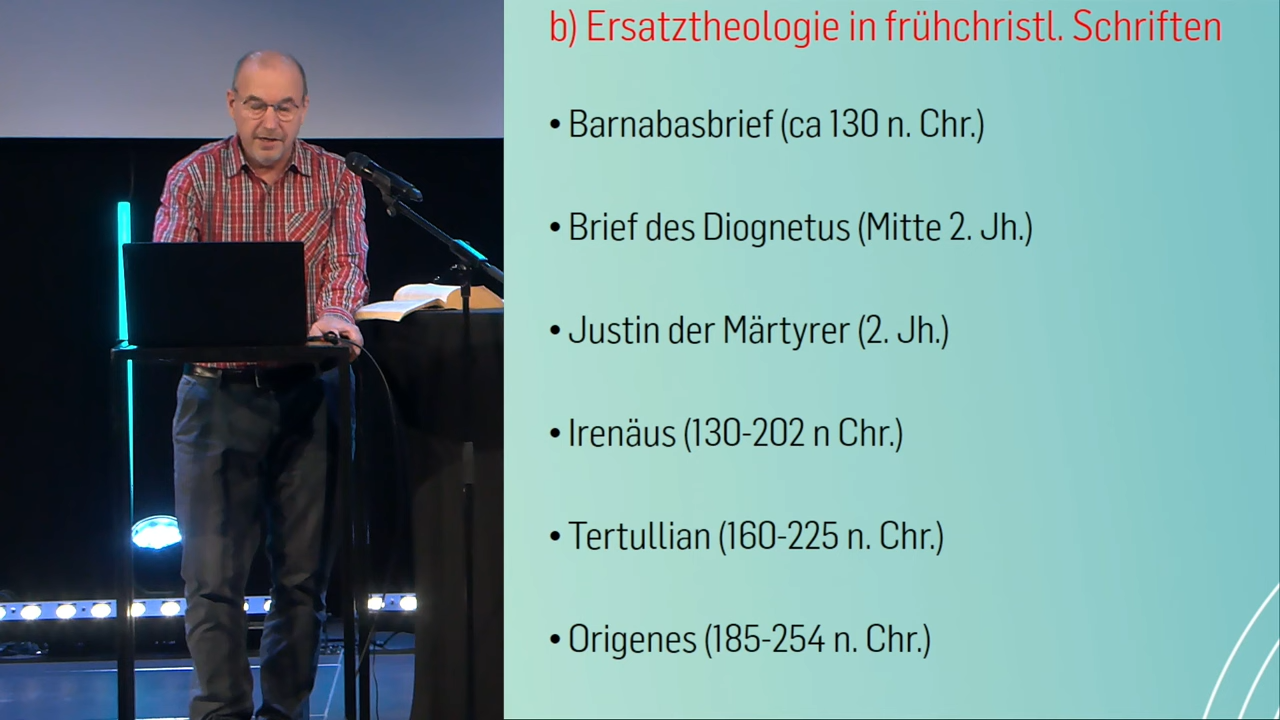 b) Ersatztheologie in frühchristl. Schriften
• Barnabasbrief (ca 130 n. Chr.)
• Brief des Diognetus (Mitte 2. Jh.)
• Justin der Märtyrer (2. Jh.)
• Irenäus (130-202 n Chr.)
• Tertullian (160-225 n. Chr.)
• Origenes (185-254 n. Chr.)